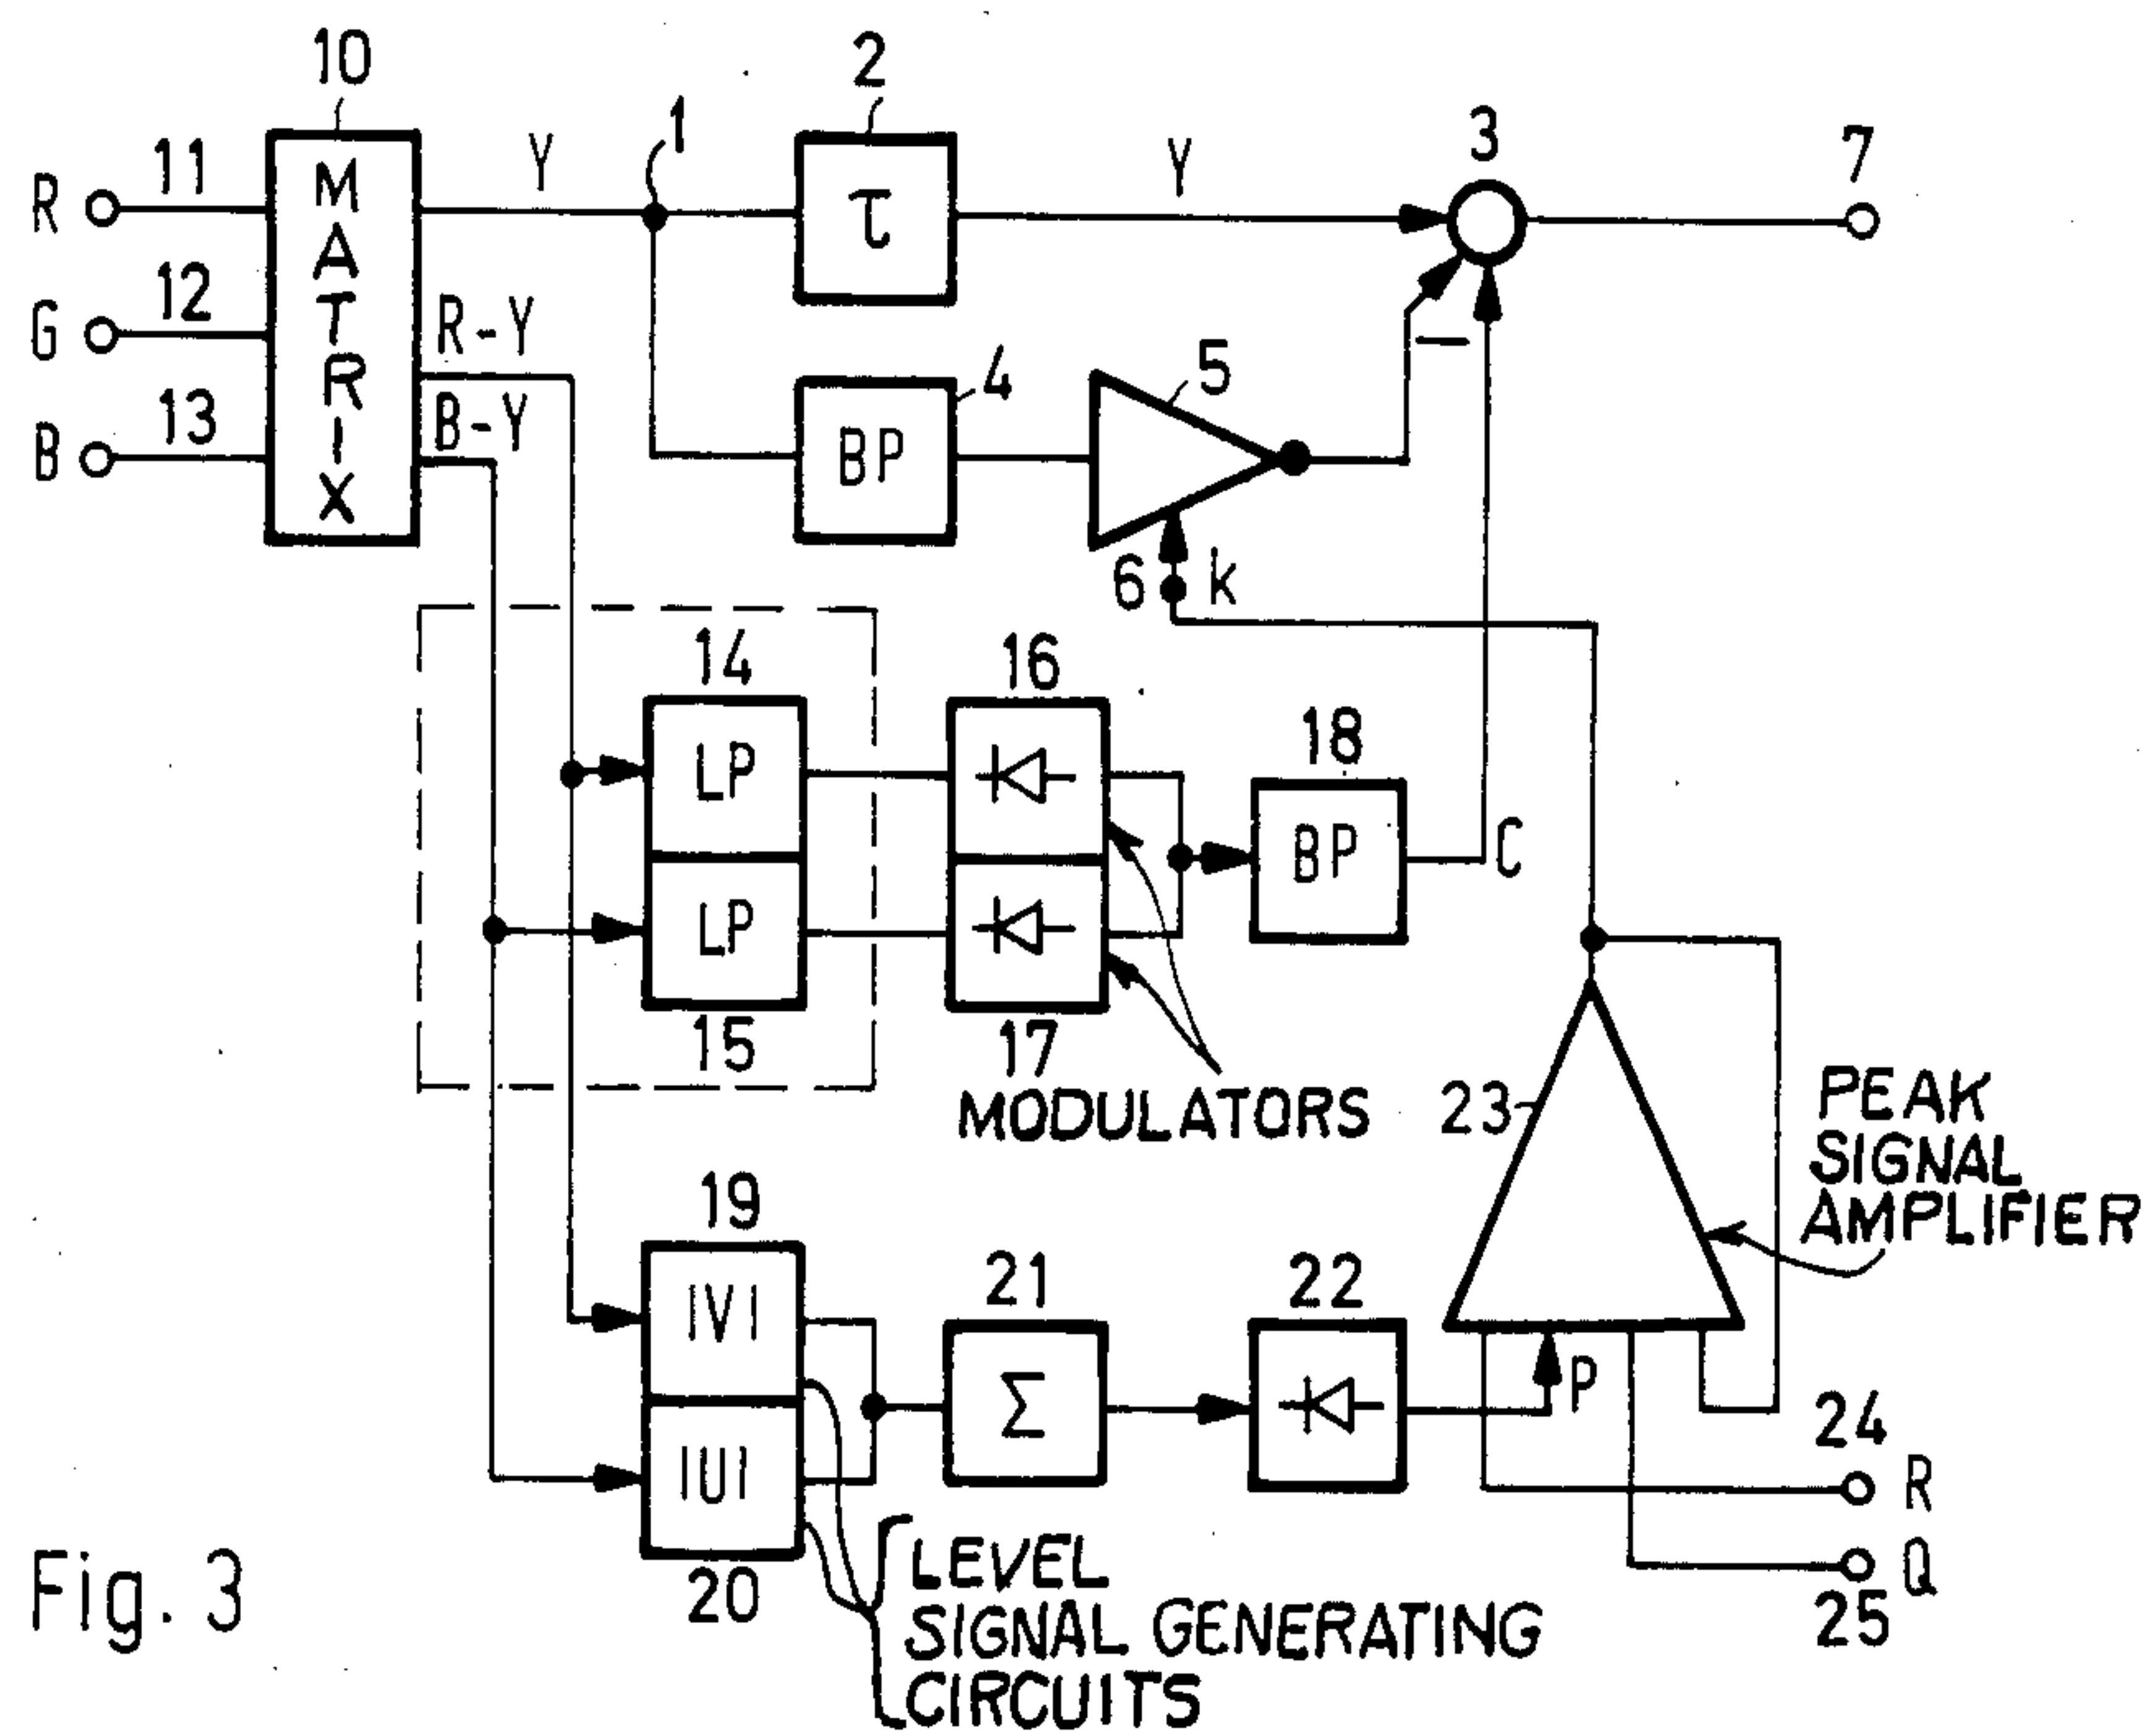 10
2
1
3
7
R
11
Y
Y
MATRIX
τ
G
12
R-Y
B
13
B-Y
BP
4
5
6
k
14
16
18
LP
BP
C
LP
15
17
MODULATORS
23
PEAK
SIGNAL
AMPLIFIER
19
21
22
|V|
Σ
P
|U|
24
R
Q
25
20
LEVEL
SIGNAL GENERATING
CIRCUITS
Fig. 3